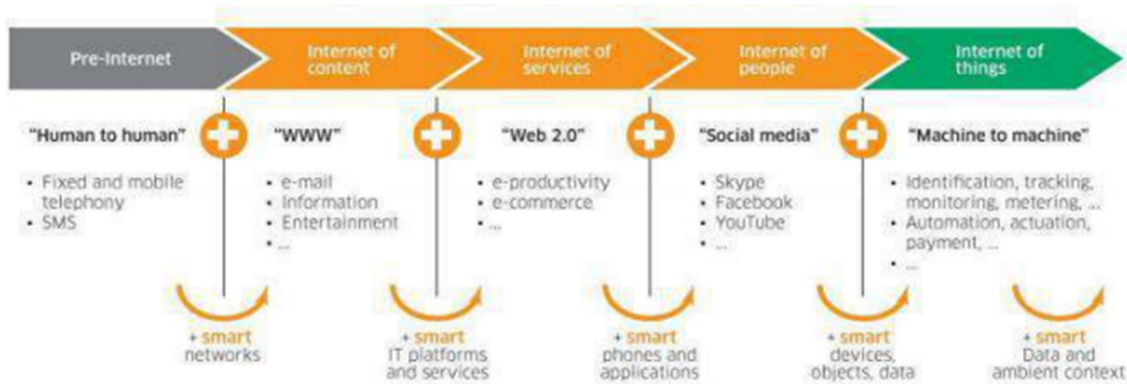 Pre-Internet
Internet of
content
Internet of
services
Internet of
people
Internet of
things
"Human to human"
"WWW"
"Web 2.0"
"Social media"
"Machine to machine"
• Fixed and mobile
telephony
• SMS
• e-mail
• Information
• Entertainment
• ...
• e-productivity
• e-commerce
• ...
• Skype
• Facebook
• YouTube
• ...
• Identification, tracking,
monitoring, metering, ...
• Automation, actuation,
payment, ...
• ...
+ smart
networks
+ smart
IT platforms
and services
+ smart
phones and
applications
+ smart
devices,
objects, data
+ smart
Data and
ambient context